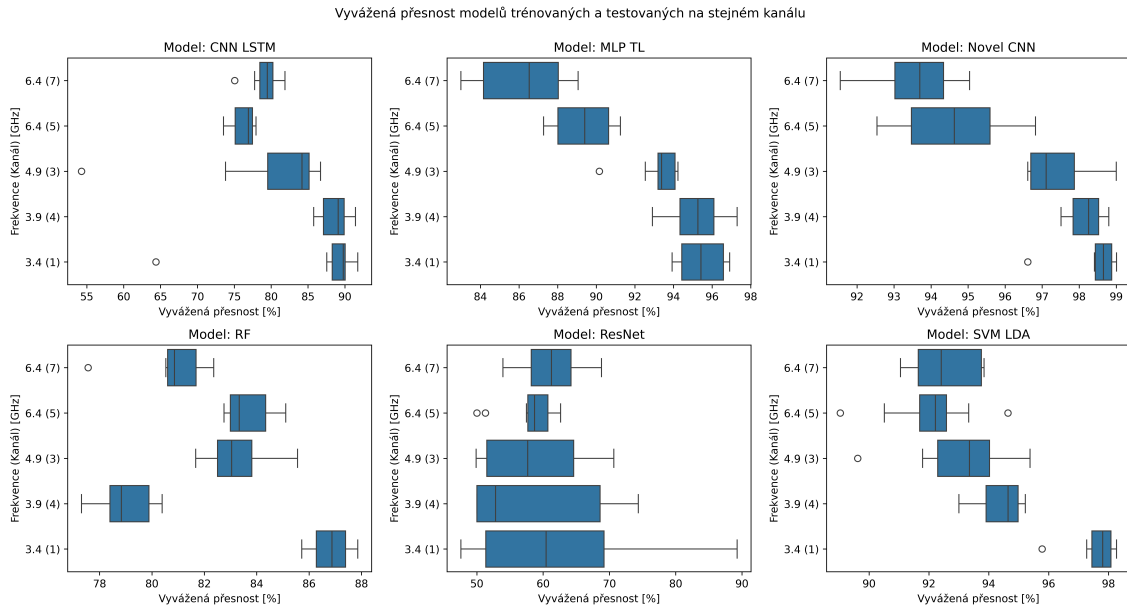 Vyvážená přesnost modelů trénovaných a testovaných na stejném kanálu
Model: CNN LSTM
Frekvence (Kanál) [GHz]
6.4 (7)
6.4 (5)
4.9 (3)
3.9 (4)
3.4 (1)
55 60 65 70 75 80 85 90
Vyvážená přesnost [%]
Model: MLP TL
Frekvence (Kanál) [GHz]
6.4 (7)
6.4 (5)
4.9 (3)
3.9 (4)
3.4 (1)
84 86 88 90 92 94 96 98
Vyvážená přesnost [%]
Model: Novel CNN
Frekvence (Kanál) [GHz]
6.4 (7)
6.4 (5)
4.9 (3)
3.9 (4)
3.4 (1)
92 93 94 95 96 97 98 99
Vyvážená přesnost [%]
Model: RF
Frekvence (Kanál) [GHz]
6.4 (7)
6.4 (5)
4.9 (3)
3.9 (4)
3.4 (1)
78 80 82 84 86 88
Vyvážená přesnost [%]
Model: ResNet
Frekvence (Kanál) [GHz]
6.4 (7)
6.4 (5)
4.9 (3)
3.9 (4)
3.4 (1)
50 60 70 80 90
Vyvážená přesnost [%]
Model: SVM LDA
Frekvence (Kanál) [GHz]
6.4 (7)
6.4 (5)
4.9 (3)
3.9 (4)
3.4 (1)
90 92 94 96 98
Vyvážená přesnost [%]